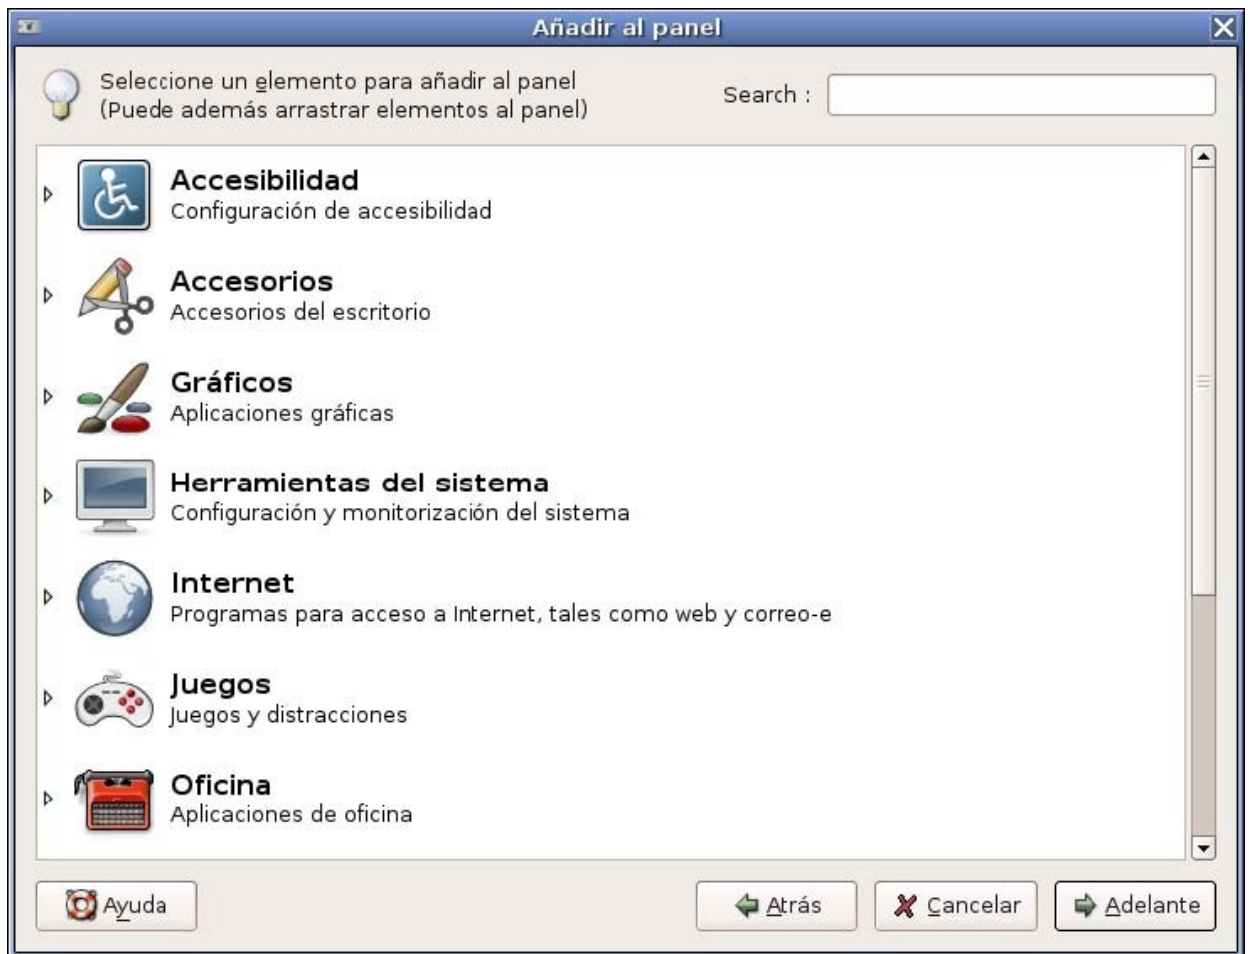 Añadir al panel
Seleccione un elemento para añadir al panel
(Puede además arrastrar elementos al panel)
Search :
Accesibilidad
Configuración de accesibilidad
Accesorios
Accesorios del escritorio
Gráficos
Aplicaciones gráficas
Herramientas del sistema
Configuración y monitorización del sistema
Internet
Programas para acceso a Internet, tales como web y correo-e
Juegos
Juegos y distracciones
Oficina
Aplicaciones de oficina
Ayuda
Atrás
Cancelar
Adelante